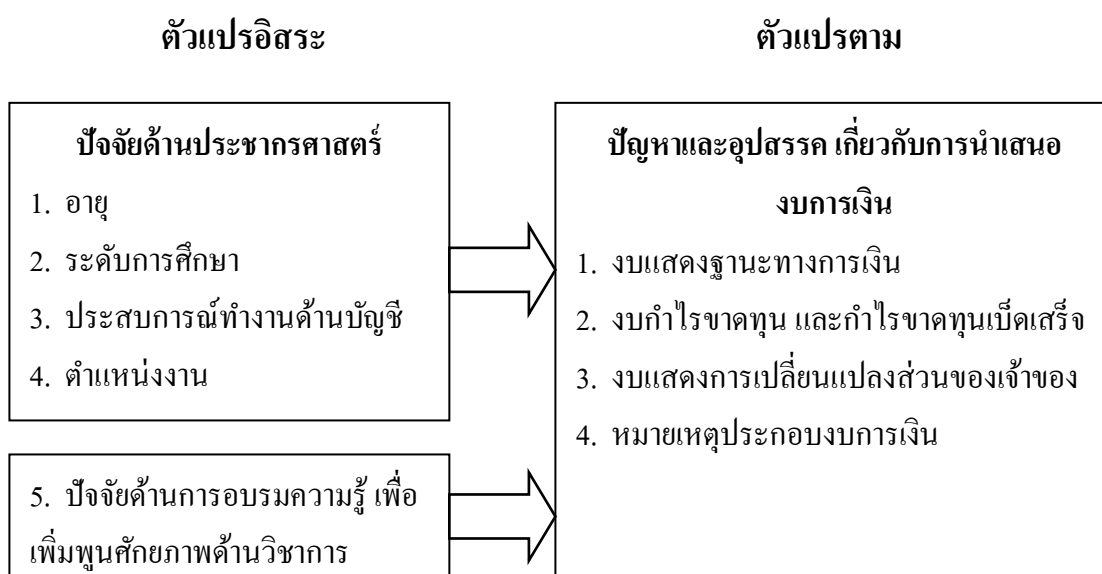 ตัวแปรอิสระ
ตัวแปรตาม
ปัจจัยด้านประชากรศาสตร์
1. อายุ
2. ระดับการศึกษา
3. ประสบการณ์ทำงานด้านบัญชี
4. ตำแหน่งงาน
5. ปัจจัยด้านการอบรมความรู้ เพื่อ
เพิ่มพูนศักยภาพด้านวิชาการ
ปัญหาและอุปสรรค เกี่ยวกับการนำเสนอ
งบการเงิน
1. งบแสดงฐานะทางการเงิน
2. งบกำไรขาดทุน และกำไรขาดทุนเบ็ดเสร็จ
3. งบแสดงการเปลี่ยนแปลงส่วนของเจ้าของ
4. หมายเหตุประกอบงบการเงิน